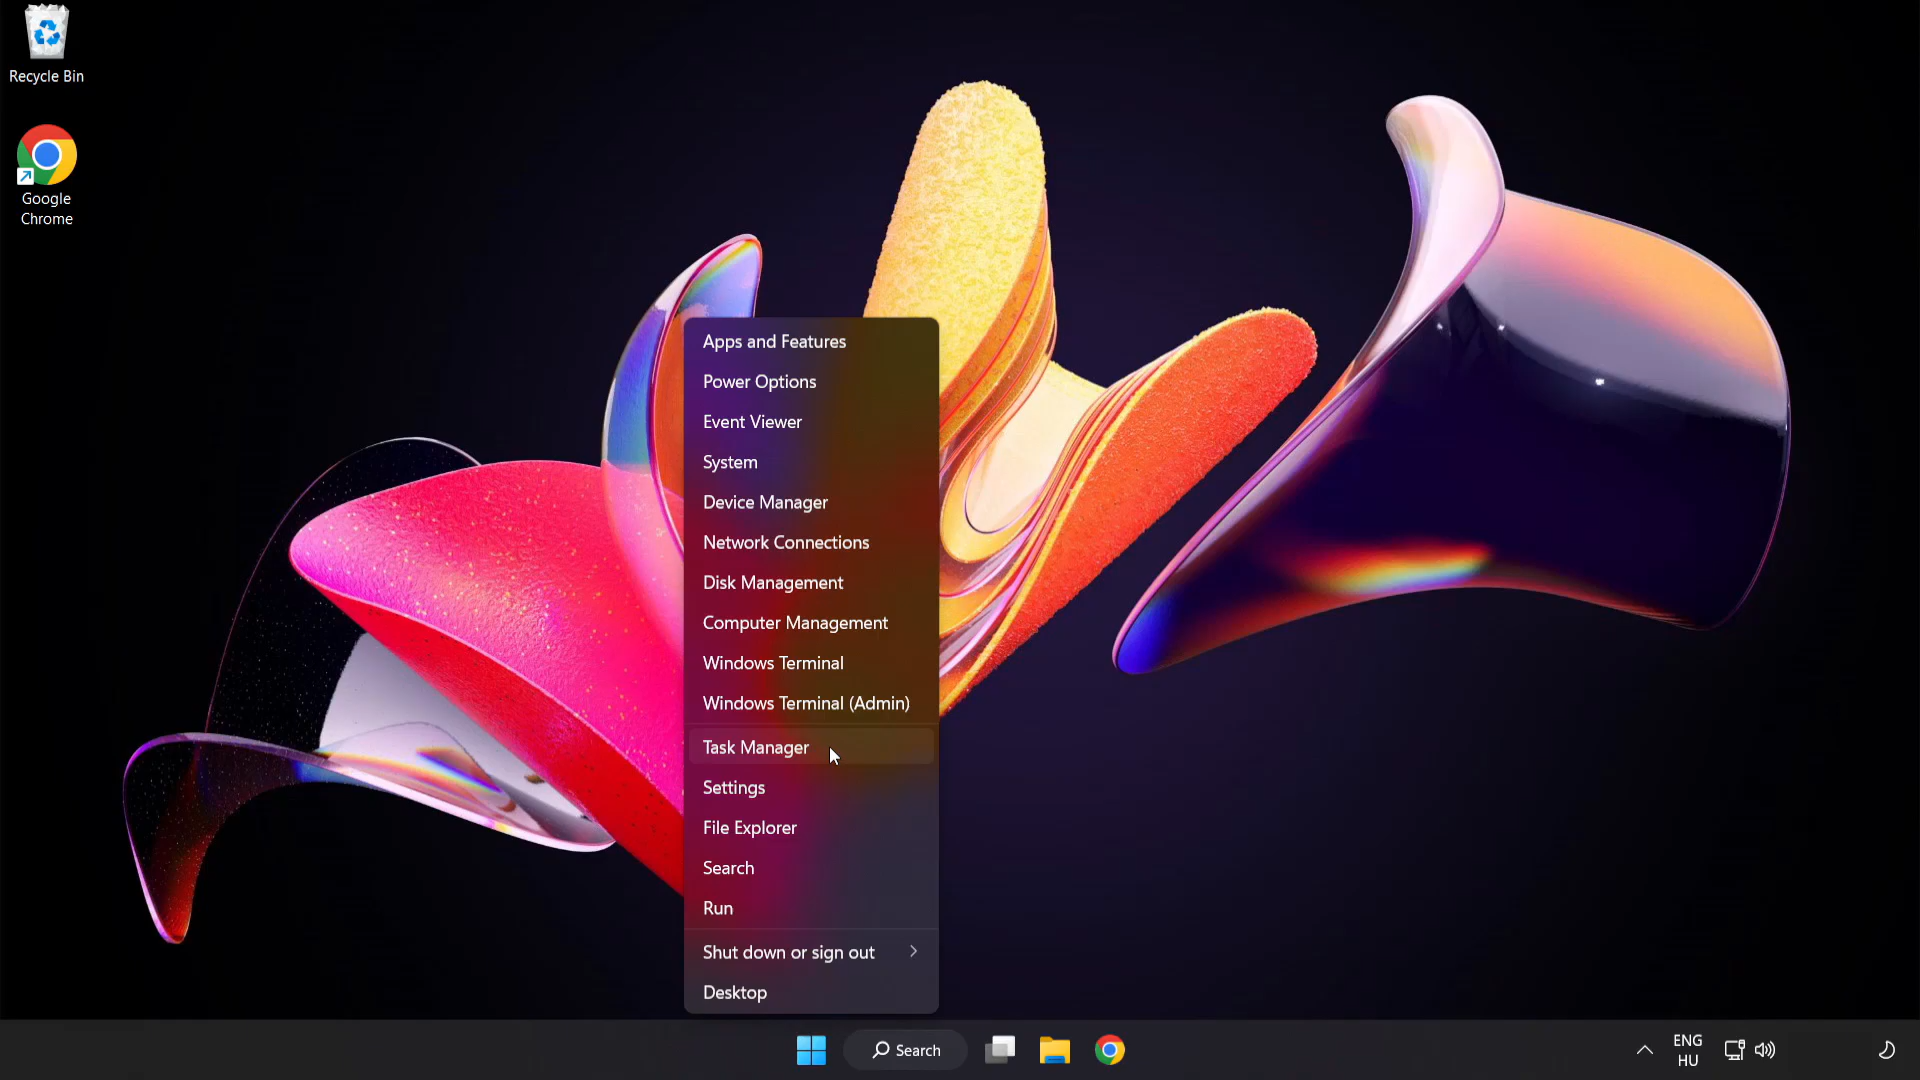 Recycle Bin
Google
Chrome
Apps and Features
Power Options
Event Viewer
System
Device Manager
Network Connections
Disk Management
Computer Management
Windows Terminal
Windows Terminal (Admin)
Task Manager
Settings
File Explorer
Search
Run
Shut down or sign out
Desktop
Search
ENG
HU